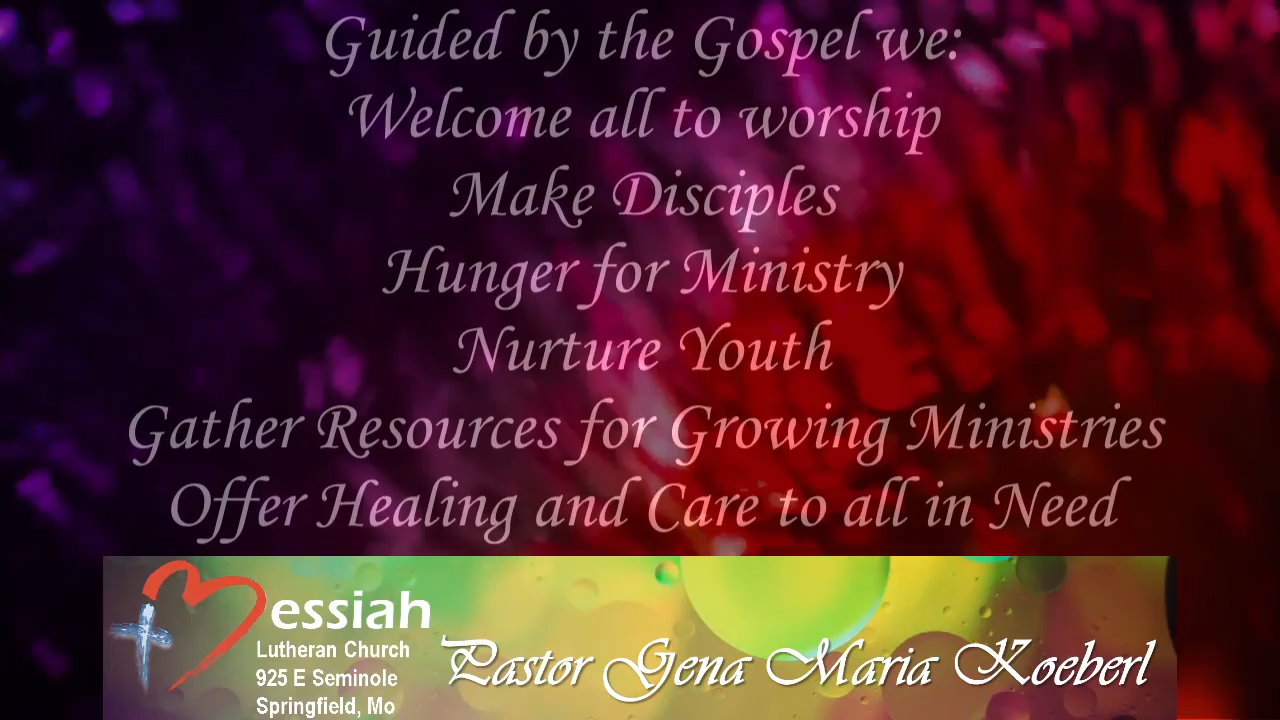 Guided by the Gospel we:
Welcome all to worship
Make Disciples
Hunger for Ministry
Nurture Youth
Gather Resources for Growing Ministries
Offer Healing and Care to all in Need
Messiah
Lutheran Church
925 E Seminole
Springfield, Mo
Pastor Gena Maria Koeberl